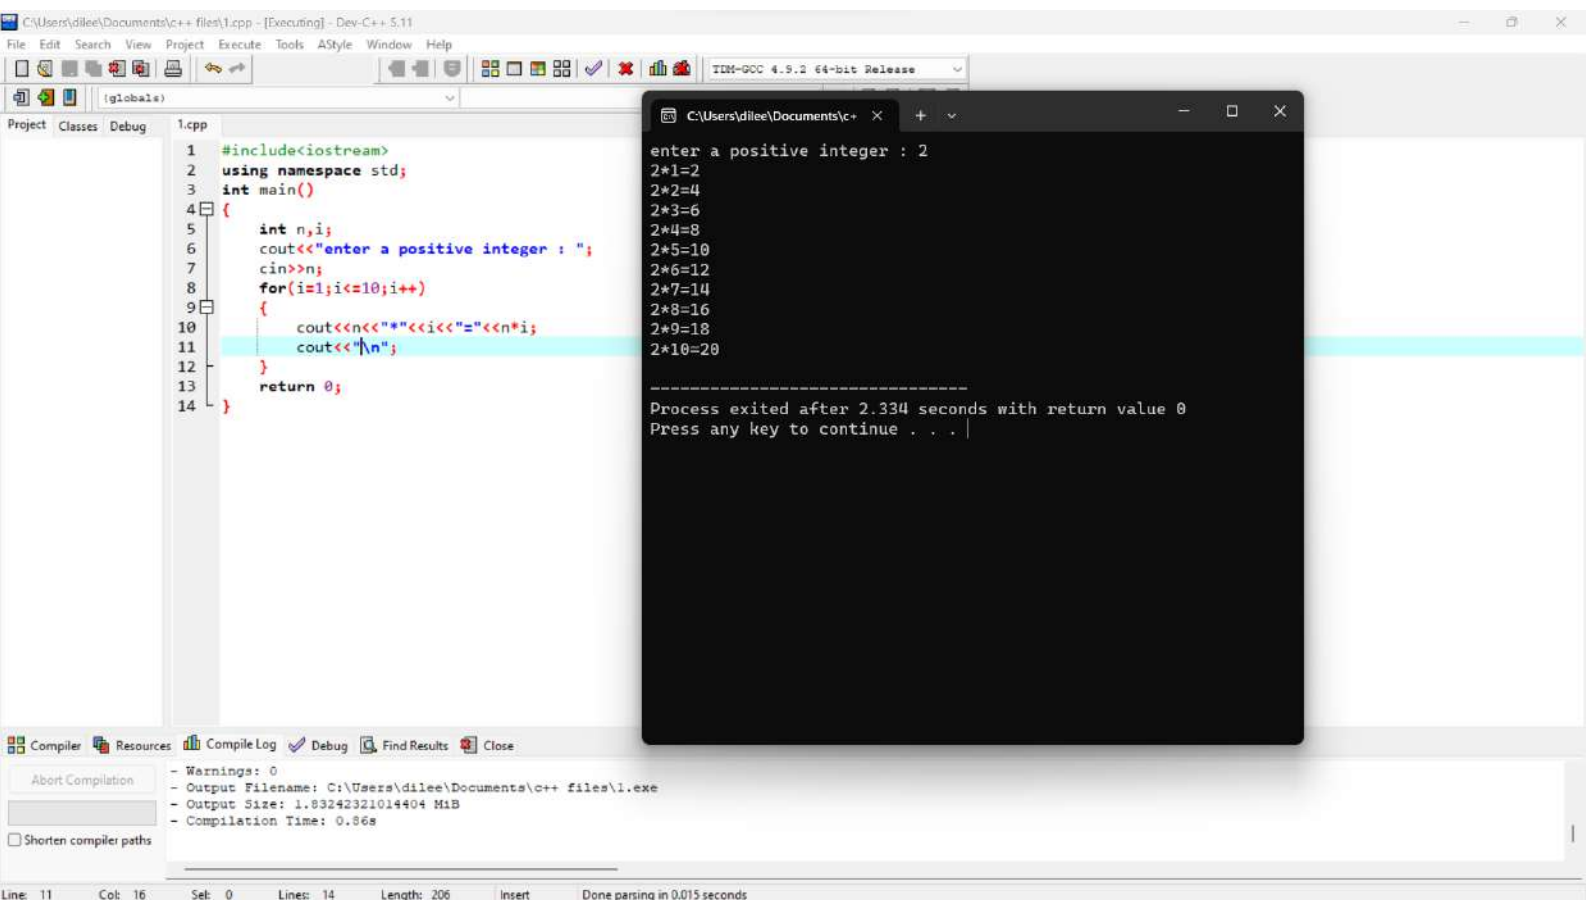 C:\Users\dilee\Documents\c++ files\1.cpp - [Executing] - Dev-C++ 5.11
File Edit Search View Project Execute Tools AStyle Window Help
TDM-GCC 4.9.2 64-bit Release
(globals)
Project Classes Debug
1.cpp
1 #include<iostream>
2 using namespace std;
3 int main()
4 {
5 int n,i;
6 cout<<"enter a positive integer : ";
7 cin>>n;
8 for(i=1;i<=10;i++)
9 {
10 cout<<n<<"*"<<i<<"="<<n*i;
11 cout<<"\n";
12 }
13 return 0;
14 }
C:\Users\dilee\Documents\c+
enter a positive integer : 2
2*1=2
2*2=4
2*3=6
2*4=8
2*5=10
2*6=12
2*7=14
2*8=16
2*9=18
2*10=20
--------------------------------
Process exited after 2.334 seconds with return value 0
Press any key to continue . . .
Compiler Resources Compile Log Debug Find Results Close
Abort Compilation
Shorten compiler paths
- Warnings: 0
- Output Filename: C:\Users\dilee\Documents\c++ files\1.exe
- Output Size: 1.83242321014404 MiB
- Compilation Time: 0.86s
Line: 11 Col: 16 Sel: 0 Lines: 14 Length: 206 Insert Done parsing in 0.015 seconds